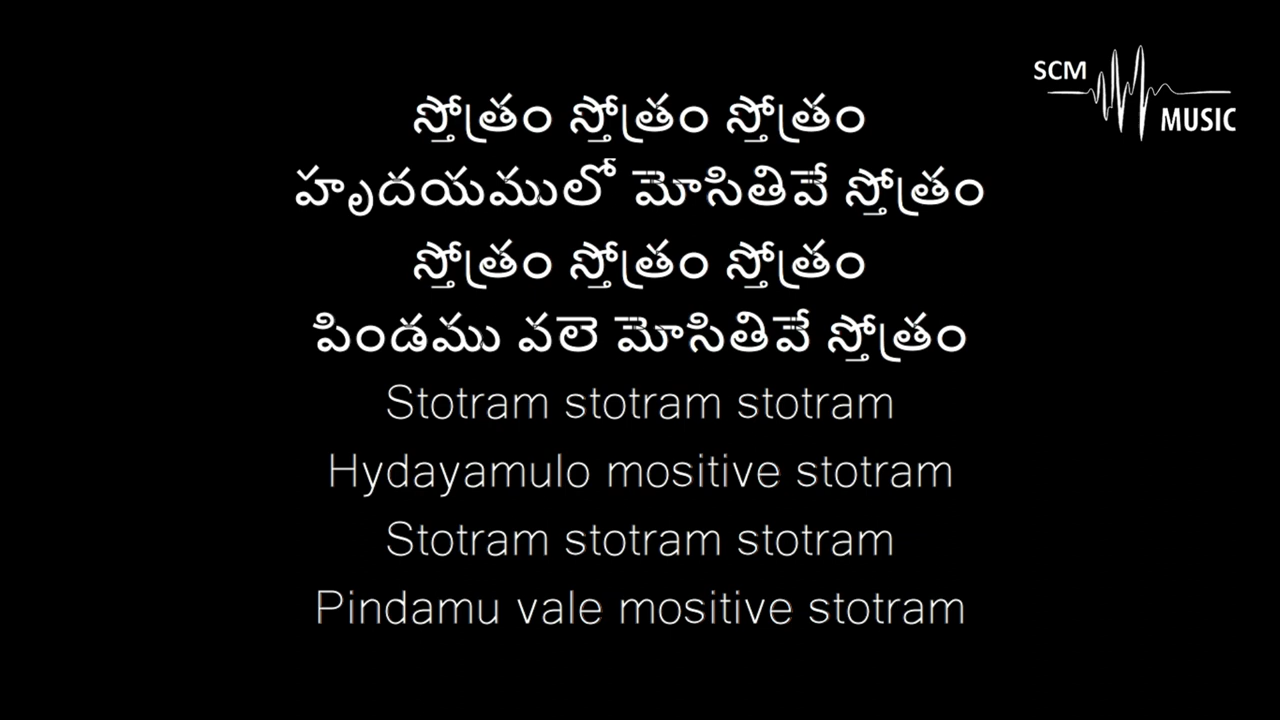 SCM
MUSIC
స్తోత్రం స్తోత్రం స్తోత్రం
హృదయములో మోసితివే స్తోత్రం
స్తోత్రం స్తోత్రం స్తోత్రం
పిండము వలె మోసితివే స్తోత్రం
Stotram stotram stotram
Hydayamulo mositive stotram
Stotram stotram stotram
Pindamu vale mositive stotram